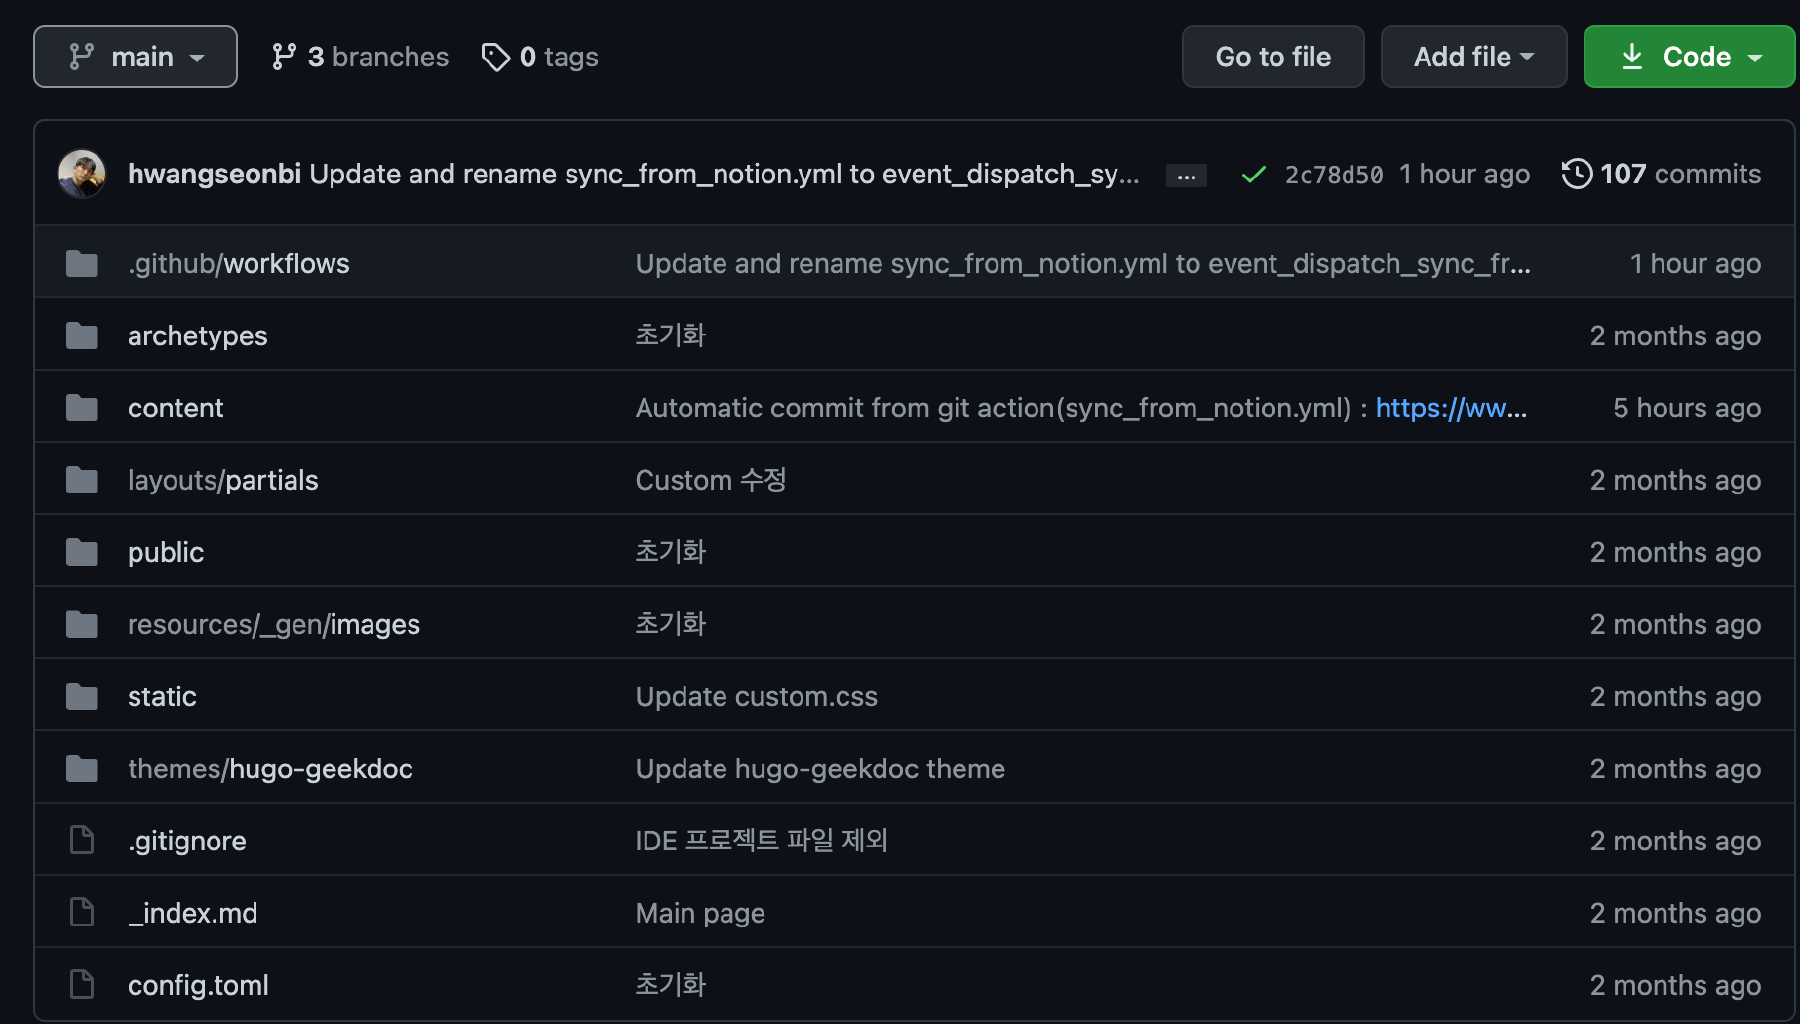 main 3 branches 0 tags Go to file Add file Code
hwangseonbi Update and rename sync_from_notion.yml to event_dispatch_sy... ... 2c78d50 1 hour ago 107 commits
.github/workflows Update and rename sync_from_notion.yml to event_dispatch_sync_fr... 1 hour ago
archetypes 초기화 2 months ago
content Automatic commit from git action(sync_from_notion.yml) : https://ww... 5 hours ago
layouts/partials Custom 수정 2 months ago
public 초기화 2 months ago
resources/_gen/images 초기화 2 months ago
static Update custom.css 2 months ago
themes/hugo-geekdoc Update hugo-geekdoc theme 2 months ago
.gitignore IDE 프로젝트 파일 제외 2 months ago
_index.md Main page 2 months ago
config.toml 초기화 2 months ago